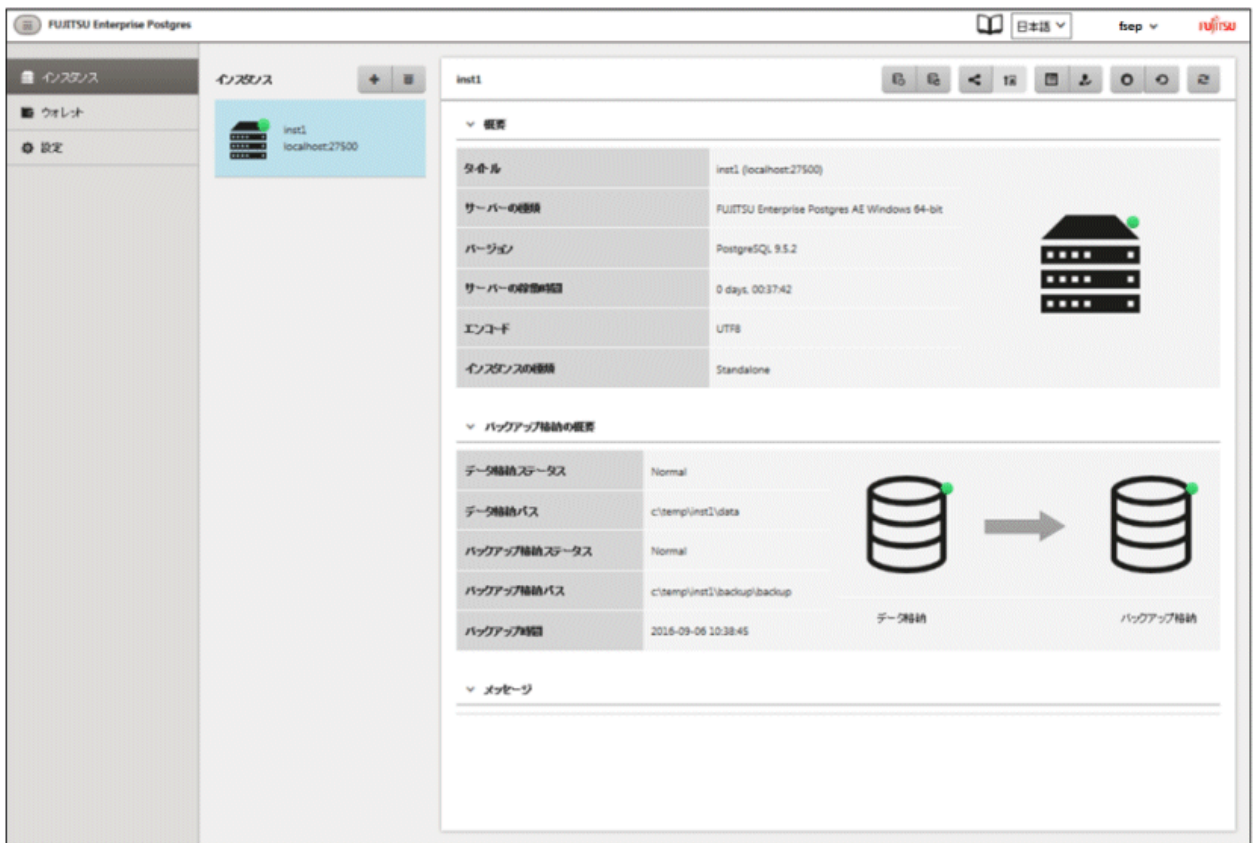 FUJITSU Enterprise Postgres
日本語
fsep
FUJITSU
インスタンス
ウォレット
設定
インスタンス
inst1
localhost:27500
inst1
概要
タイトル
inst1 (localhost:27500)
サーバーの種類
FUJITSU Enterprise Postgres AE Windows 64-bit
バージョン
PostgreSQL 9.5.2
サーバーの稼働時間
0 days, 00:37:42
エンコード
UTF8
インスタンスの種類
Standalone
バックアップ格納の概要
データ格納ステータス
Normal
データ格納パス
c:\temp\inst1\data
バックアップ格納ステータス
Normal
バックアップ格納パス
c:\temp\inst1\backup\backup
バックアップ時間
2016-09-06 10:38:45
データ格納
バックアップ格納
メッセージ